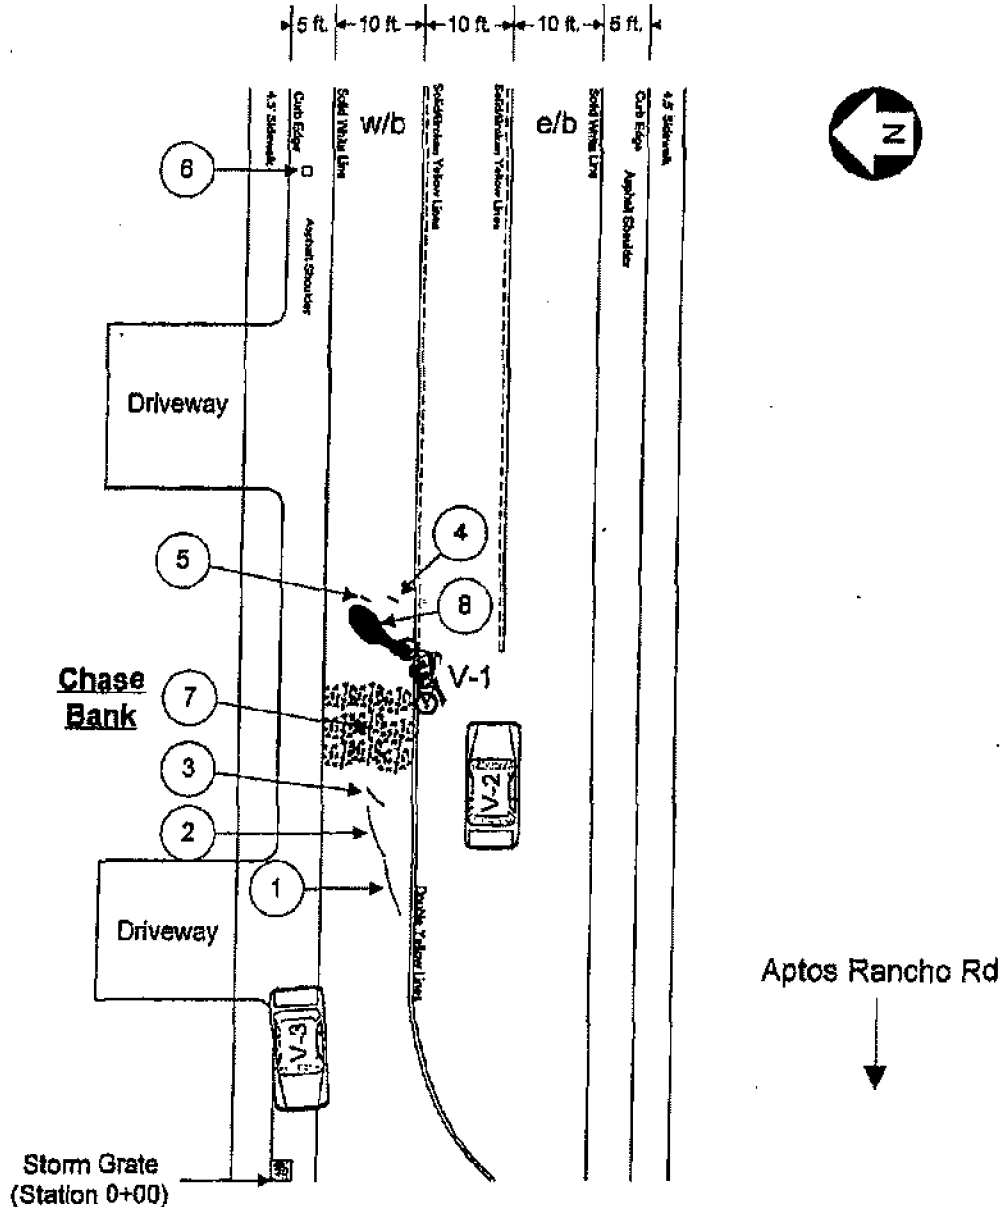 5 ft. 10 ft. 10 ft. 10 ft. 5 ft.
4.5' Sidewalk
Curb Edge
Solid White Line
w/b
Solid/Broken Yellow Lines
Solid/Broken Yellow Lines
e/b
Solid White Line
Curb Edge
4.5' Sidewalk
N
6
Asphalt Shoulder
Asphalt Shoulder
Driveway
4
5
8
V-1
Chase
Bank
7
V-2
3
2
1
Double Yellow Lines
Driveway
Aptos Rancho Rd
V-3
Storm Grate
(Station 0+00)